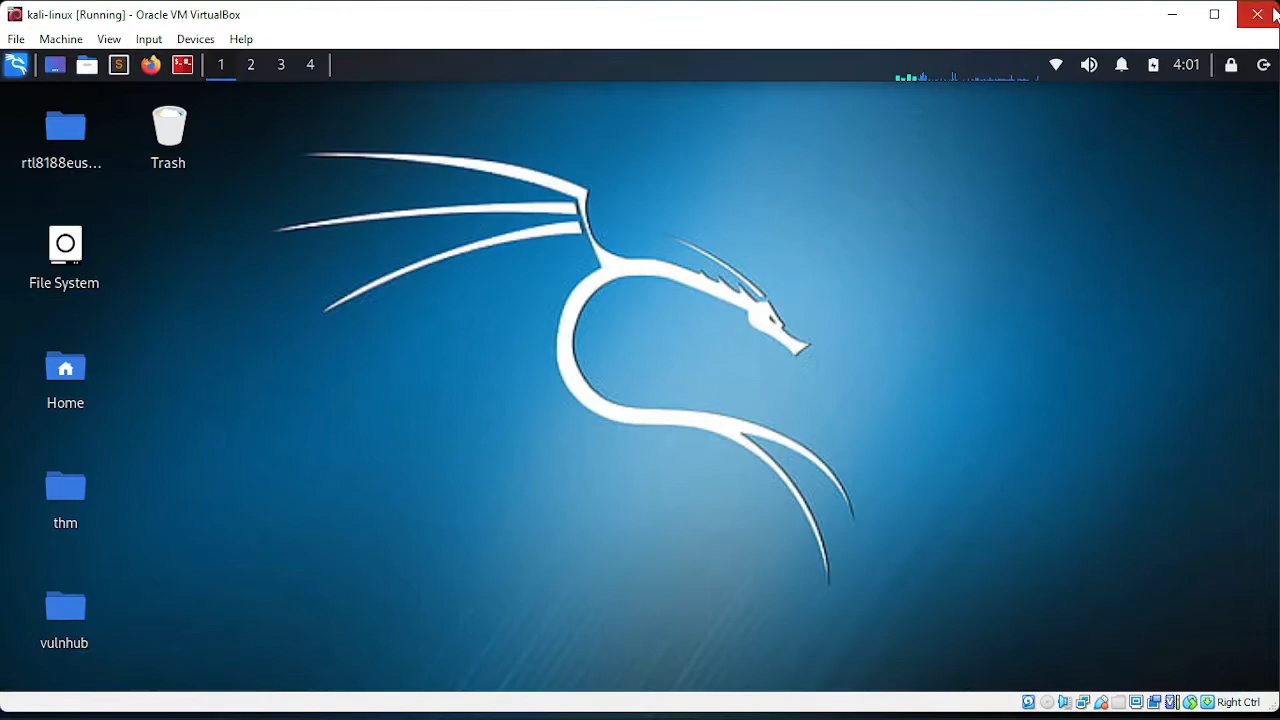 kali-linux [Running] - Oracle VM VirtualBox
File Machine View Input Devices Help
S
$_
1 2 3 4
4:01
rtl8188eus...
Trash
File System
Home
thm
vulnhub
Right Ctrl